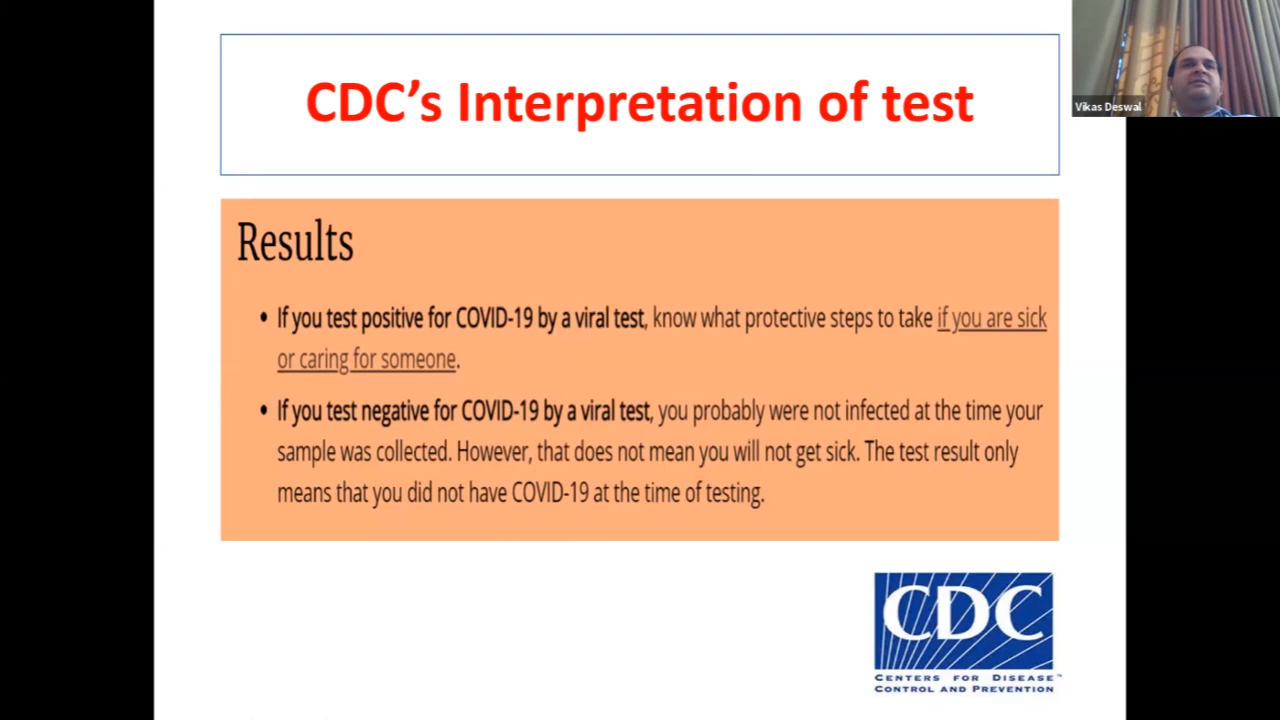 CDC's Interpretation of test
Vikas Deswal
Results
• If you test positive for COVID-19 by a viral test, know what protective steps to take if you are sick
or caring for someone.
• If you test negative for COVID-19 by a viral test, you probably were not infected at the time your
sample was collected. However, that does not mean you will not get sick. The test result only
means that you did not have COVID-19 at the time of testing.
CDC
CENTERS FOR DISEASE™
CONTROL AND PREVENTION